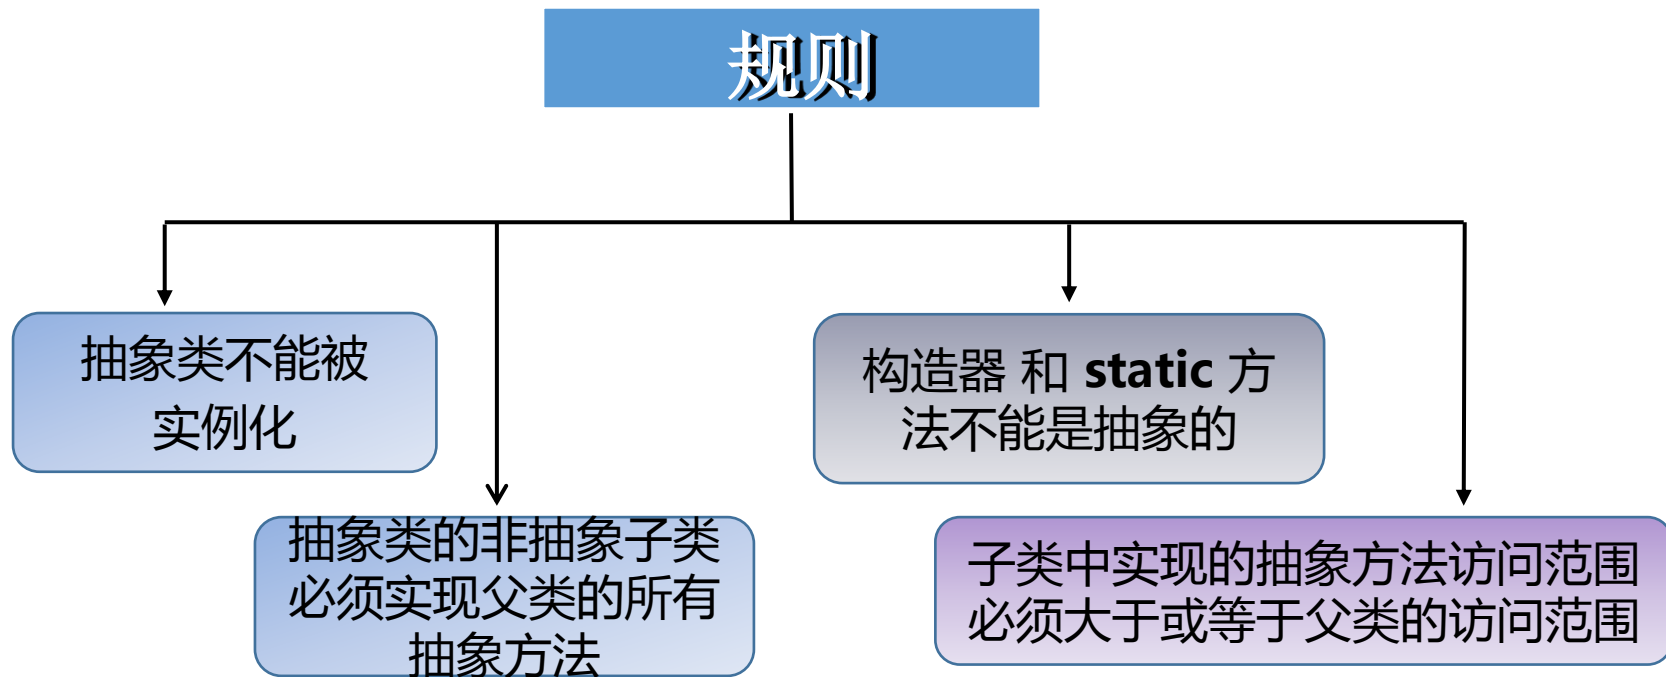 规则
抽象类不能被
实例化
构造器 和 static 方
法不能是抽象的
抽象类的非抽象子类
必须实现父类的所有
抽象方法
子类中实现的抽象方法访问范围
必须大于或等于父类的访问范围